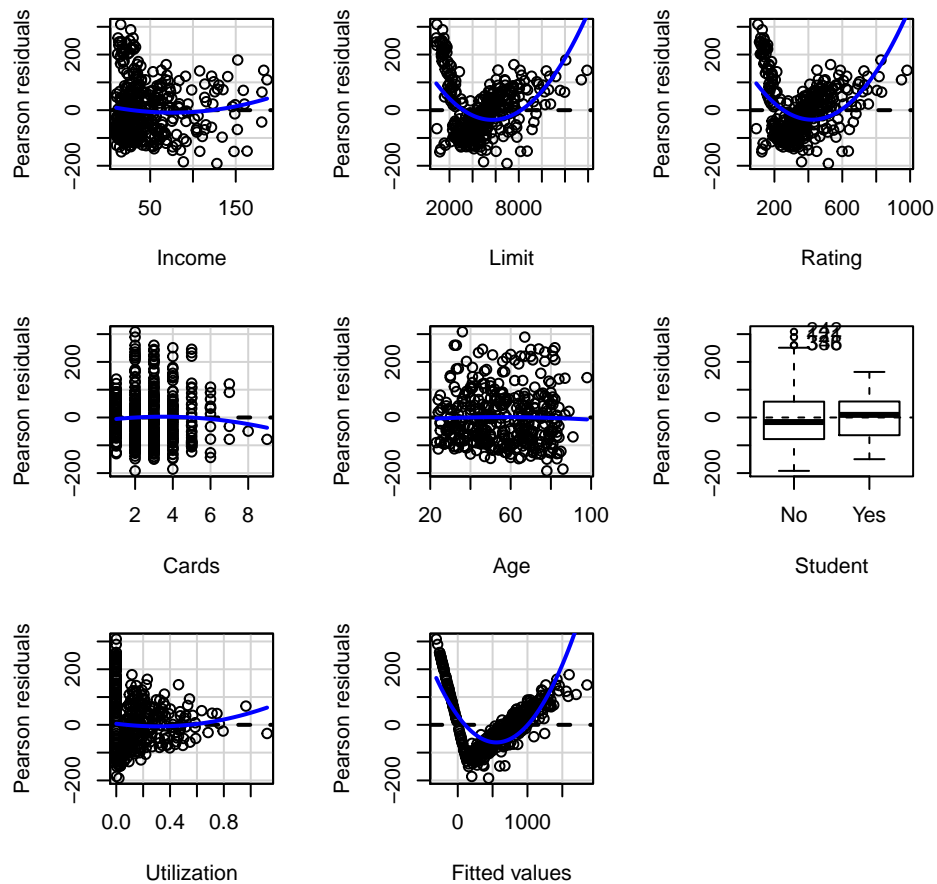 Pearson residuals
−200
0
200
50
150
Income
Pearson residuals
−200
0
200
2000
8000
Limit
Pearson residuals
−200
0
200
200
600
1000
Rating
Pearson residuals
−200
0
200
2
4
6
8
Cards
Pearson residuals
−200
0
200
20
60
100
Age
Pearson residuals
−200
0
200
No
Yes
Student
Pearson residuals
−200
0
200
0.0
0.4
0.8
Utilization
Pearson residuals
−200
0
200
0
1000
Fitted values